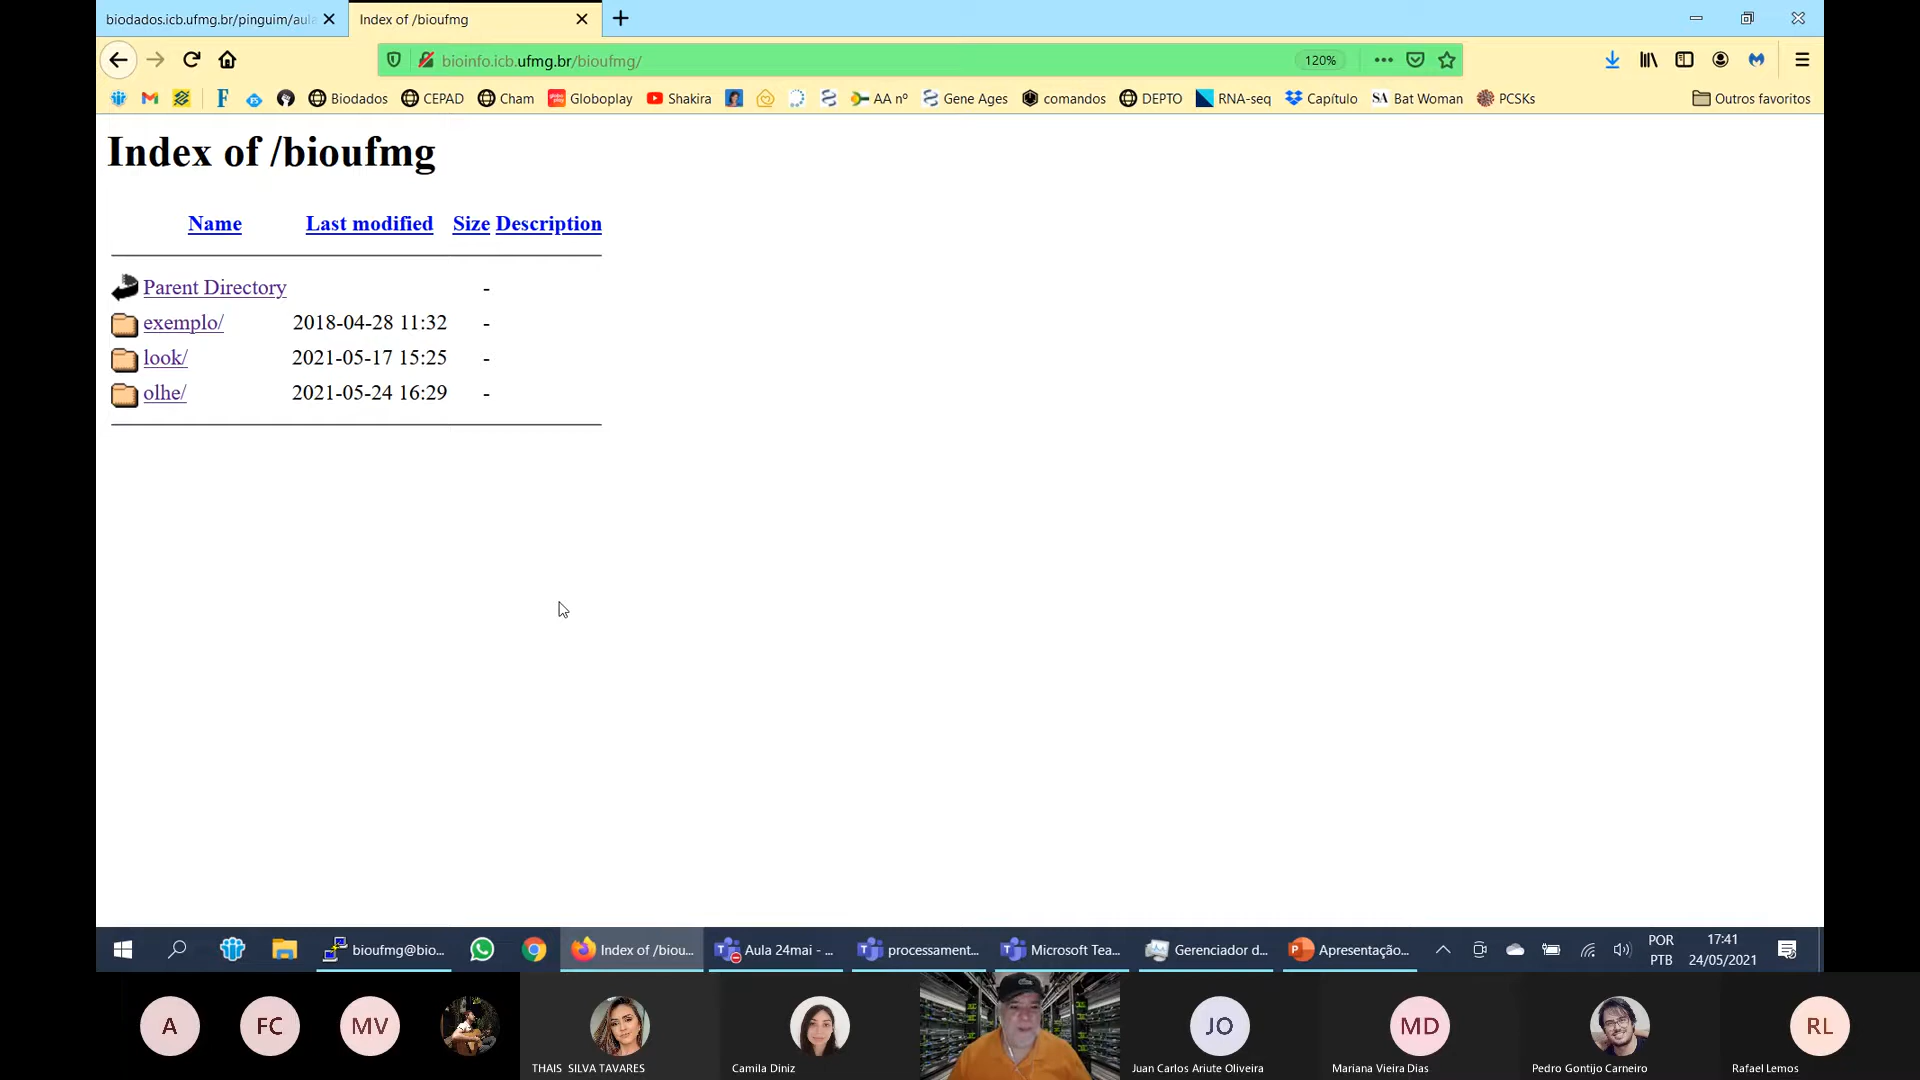 biodados.icb.ufmg.br/pinguim/aul
Index of /bioufmg
bioinfo.icb.ufmg.br/bioufmg/
120%
Biodados
CEPAD
Cham
Globoplay
Shakira
AA nº
Gene Ages
comandos
DEPTO
RNA-seq
Capítulo
SA Bat Woman
PCSKs
Outros favoritos
Index of /bioufmg
Name Last modified Size Description
Parent Directory -
exemplo/ 2018-04-28 11:32 -
look/ 2021-05-17 15:25 -
olhe/ 2021-05-24 16:29 -
bioufmg@bio...
Index of /biou...
Aula 24mai - ...
processament...
Microsoft Tea...
Gerenciador d...
Apresentação...
POR
PTB
17:41
24/05/2021
A
FC
MV
THAIS SILVA TAVARES
Camila Diniz
JO
Juan Carlos Ariute Oliveira
MD
Mariana Vieira Dias
Pedro Gontijo Carneiro
RL
Rafael Lemos